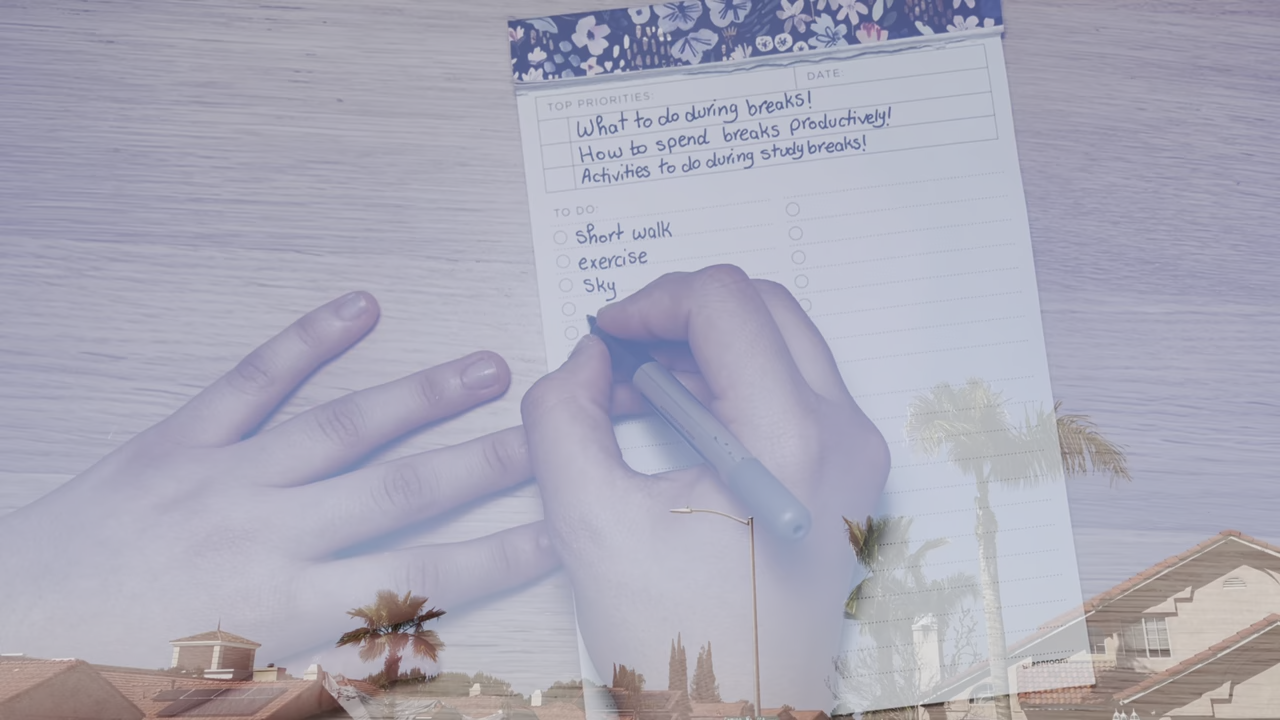 TOP PRIORITIES:
DATE:
What to do during breaks!
How to spend breaks productively!
Activities to do during study breaks!
TO DO:
short walk
exercise
sky